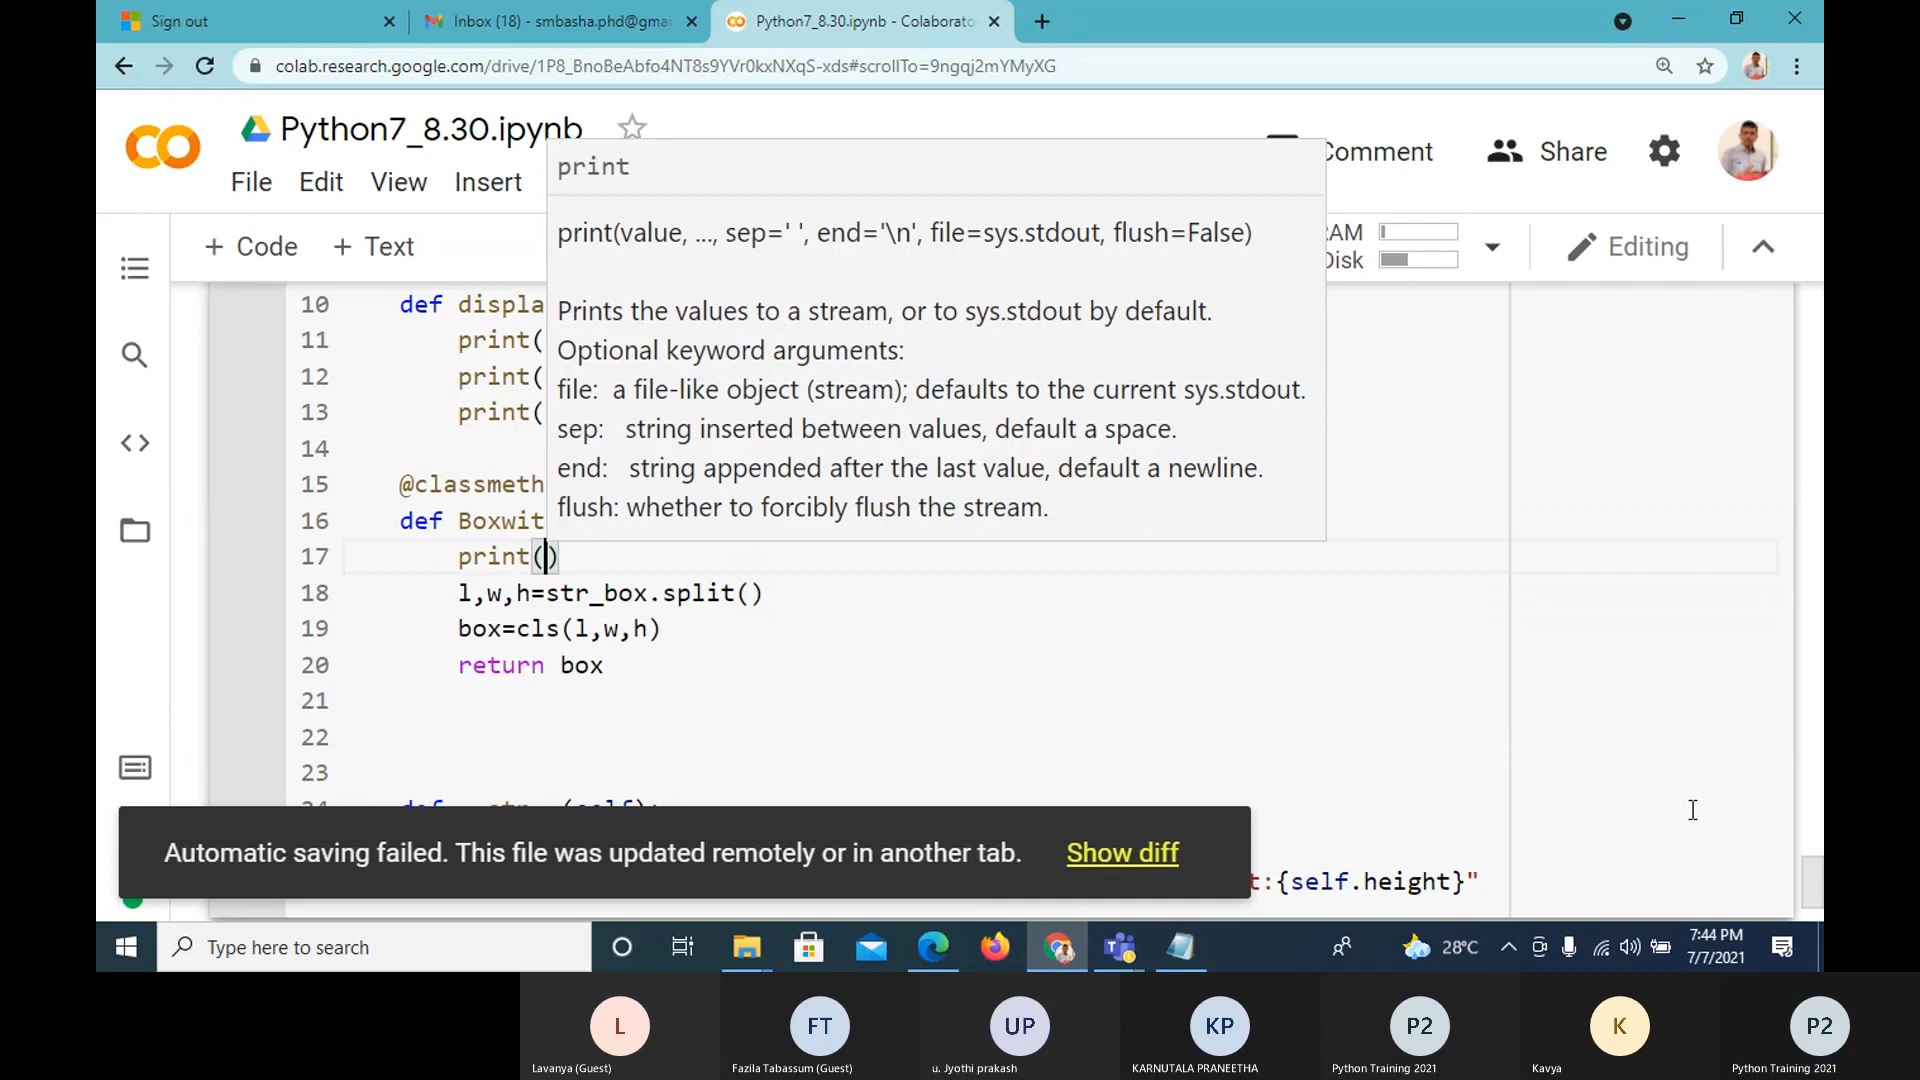 Sign out
Inbox (18) - smbasha.phd@gmai
Python7_8.30.ipynb - Colaborato
colab.research.google.com/drive/1P8_BnoBeAbfo4NT8s9YVr0kxNXqS-xds#scrollTo=9ngqj2mYMyXG
Python7_8.30.ipynb
Comment
Share
File Edit View Insert
print
print(value, ..., sep=' ', end='\n', file=sys.stdout, flush=False)
Prints the values to a stream, or to sys.stdout by default.
Optional keyword arguments:
file: a file-like object (stream); defaults to the current sys.stdout.
sep: string inserted between values, default a space.
end: string appended after the last value, default a newline.
flush: whether to forcibly flush the stream.
+ Code + Text
RAM
Disk
Editing
10 def displa
11 print(
12 print(
13 print(
14
15 @classmeth
16 def Boxwit
17 print()
18 l,w,h=str_box.split()
19 box=cls(l,w,h)
20 return box
21
22
23
Automatic saving failed. This file was updated remotely or in another tab. Show diff
t:{self.height}"
Type here to search
28°C
7:44 PM
7/7/2021
L
FT
UP
KP
P2
K
P2
Lavanya (Guest)
Fazila Tabassum (Guest)
u. Jyothi prakash
KARNUTALA PRANEETHA
Python Training 2021
Kavya
Python Training 2021